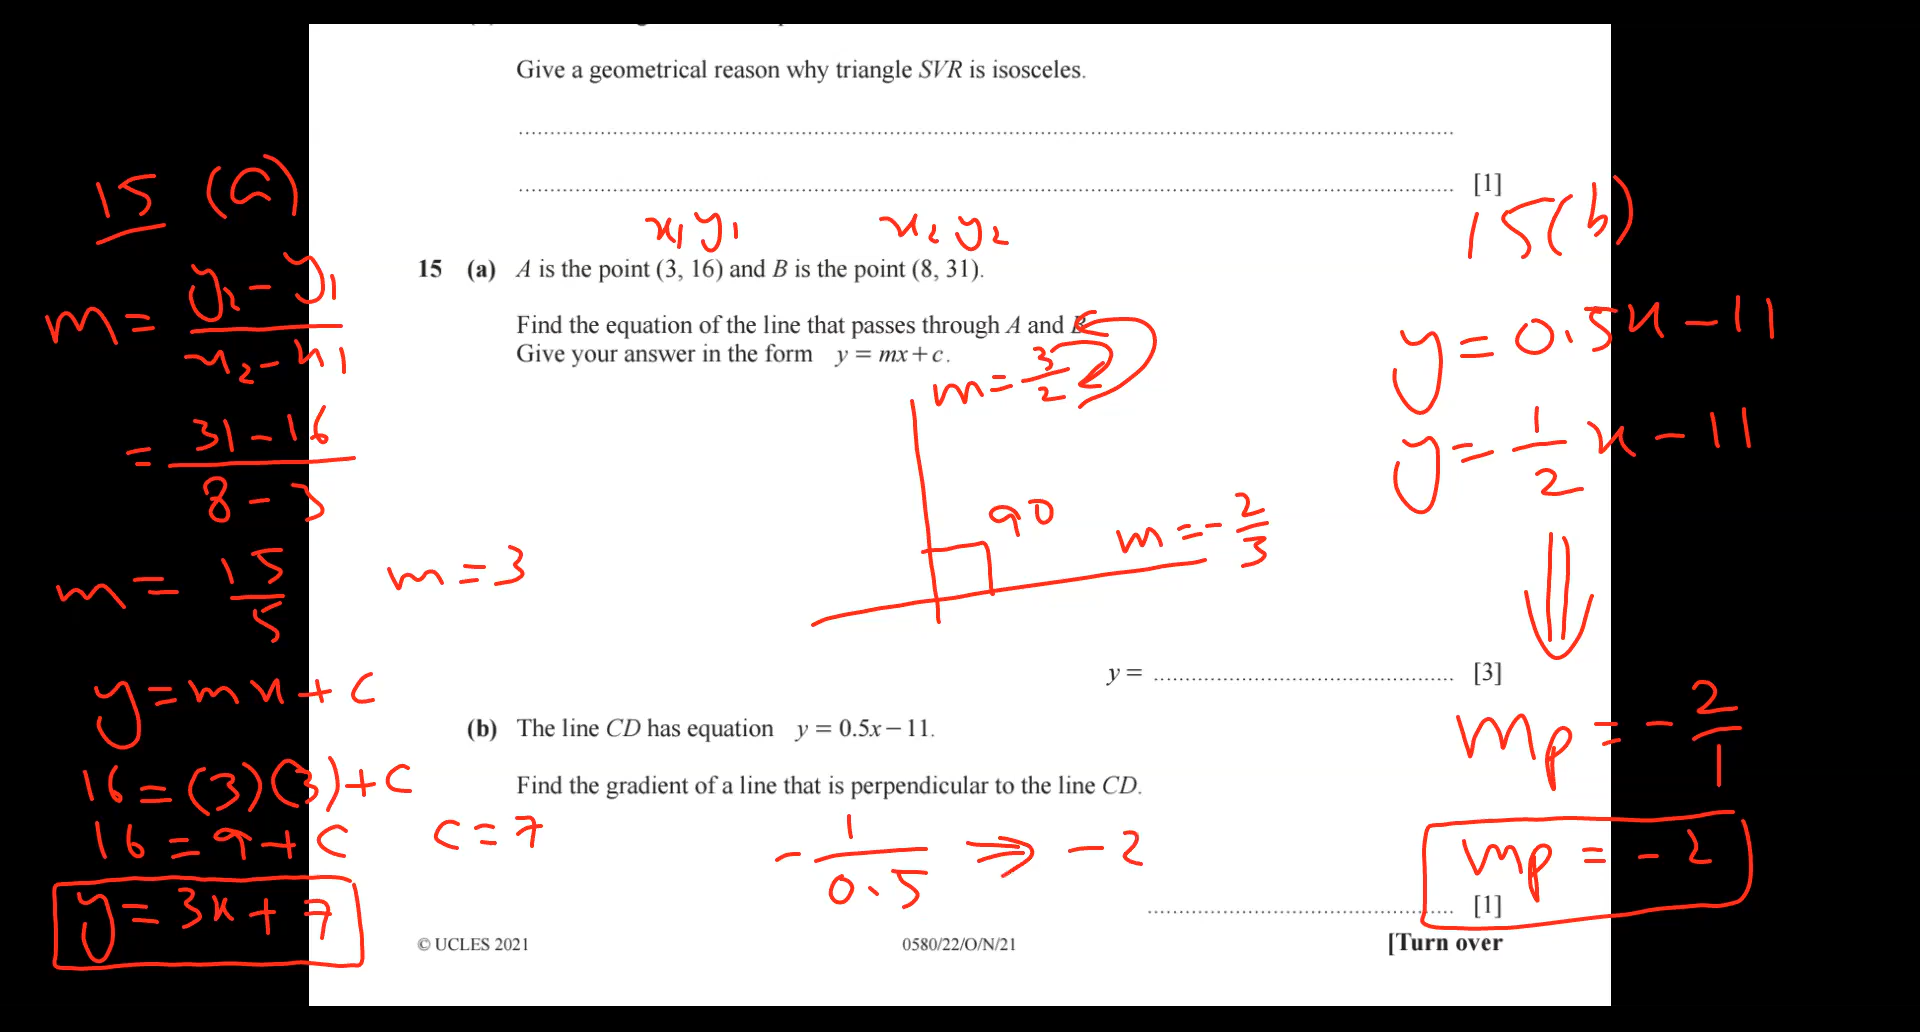 Give a geometrical reason why triangle SVR is isosceles.
[1]
15 (a) A is the point (3, 16) and B is the point (8, 31).
Find the equation of the line that passes through A and B
Give your answer in the form y = mx + c.
y = [3]
(b) The line CD has equation y = 0.5x − 11.
Find the gradient of a line that is perpendicular to the line CD.
[1]
© UCLES 2021
0580/22/O/N/21
[Turn over
15 (a)
m = y2 - y1 / x2 - x1
= 31 - 16 / 8 - 3
m = 15 / 5
m = 3
y = mx + c
16 = (3)(3) + c
16 = 9 + c
c = 7
y = 3x + 7
x1 y1
x2 y2
m = 3/2
90
m = - 2/3
- 1 / 0.5 ⇒ - 2
15(b)
y = 0.5x - 11
y = 1/2 x - 11
mp = - 2/1
mp = - 2